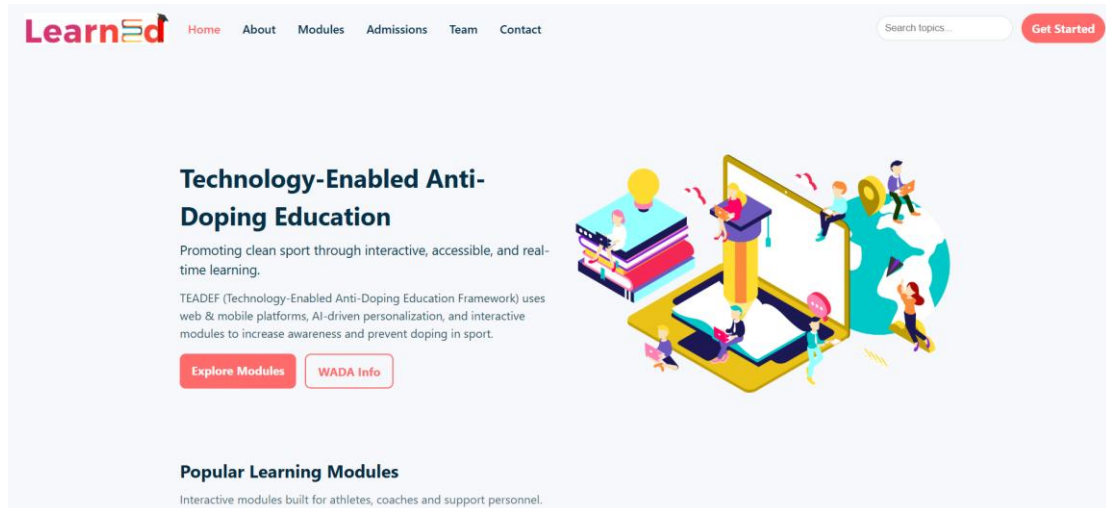 LearnEd
Home About Modules Admissions Team Contact
Search topics...
Get Started
Technology-Enabled Anti-
Doping Education
Promoting clean sport through interactive, accessible, and real-
time learning.
TEADEF (Technology-Enabled Anti-Doping Education Framework) uses
web & mobile platforms, AI-driven personalization, and interactive
modules to increase awareness and prevent doping in sport.
Explore Modules
WADA Info
Popular Learning Modules
Interactive modules built for athletes, coaches and support personnel.